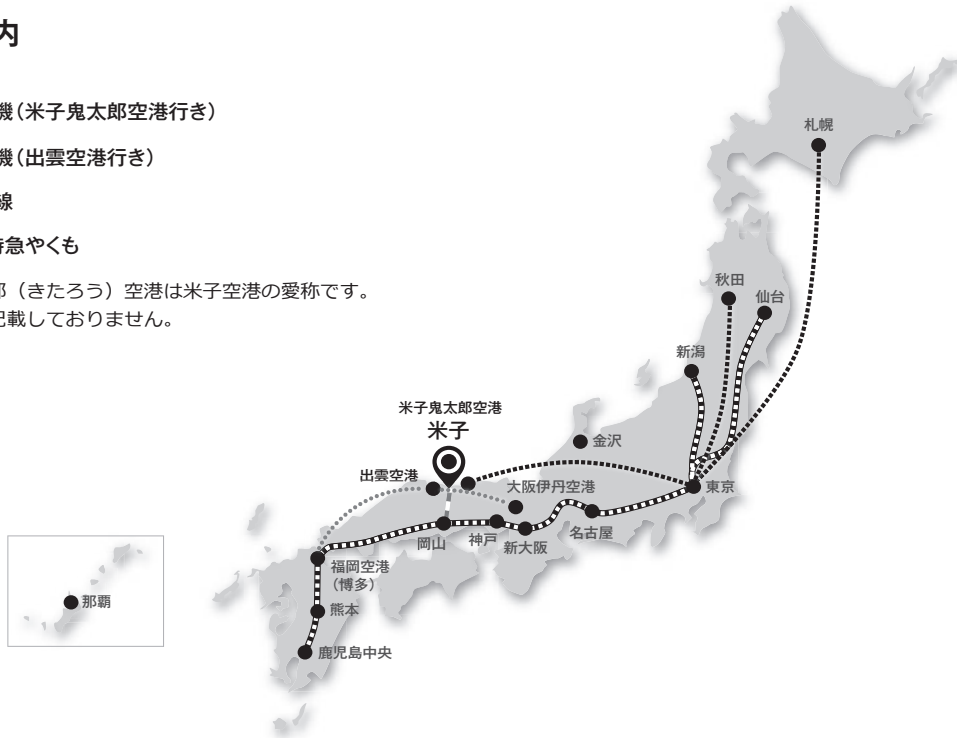 内
機（米子鬼太郎空港行き）
機（出雲空港行き）
線
特急やくも
郎（きたろう）空港は米子空港の愛称です。
記載しておりません。
札幌
秋田
仙台
新潟
米子鬼太郎空港
米子
金沢
出雲空港
大阪伊丹空港
東京
岡山
神戸
新大阪
名古屋
福岡空港
（博多）
那覇
熊本
鹿児島中央